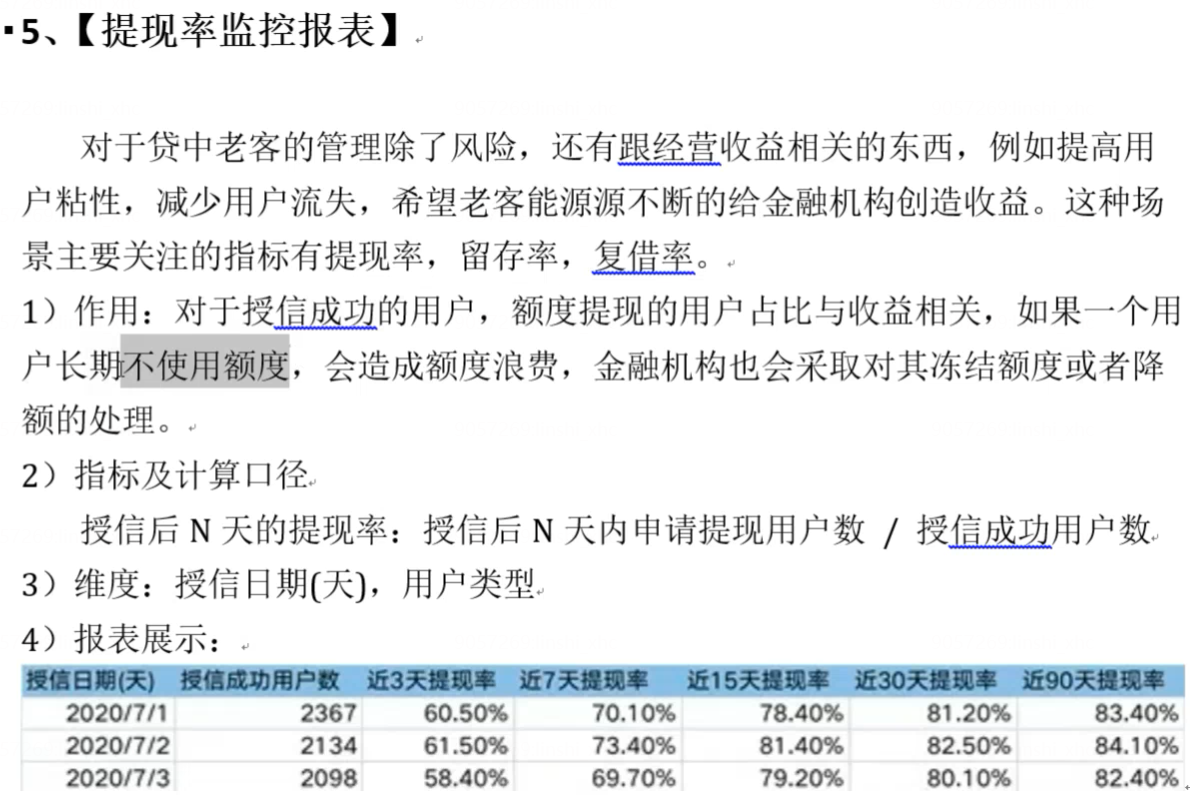 ▪5、【提现率监控报表】
对于贷中老客的管理除了风险，还有跟经营收益相关的东西，例如提高用
户粘性，减少用户流失，希望老客能源源不断的给金融机构创造收益。这种场
景主要关注的指标有提现率，留存率，复借率。
1）作用：对于授信成功的用户，额度提现的用户占比与收益相关，如果一个用
户长期不使用额度，会造成额度浪费，金融机构也会采取对其冻结额度或者降
额的处理。
2）指标及计算口径
授信后 N 天的提现率：授信后 N 天内申请提现用户数 / 授信成功用户数
3）维度：授信日期(天)，用户类型
4）报表展示：
授信日期(天) 授信成功用户数 近3天提现率 近7天提现率 近15天提现率 近30天提现率 近90天提现率
2020/7/1 2367 60.50% 70.10% 78.40% 81.20% 83.40%
2020/7/2 2134 61.50% 73.40% 81.40% 82.50% 84.10%
2020/7/3 2098 58.40% 69.70% 79.20% 80.10% 82.40%